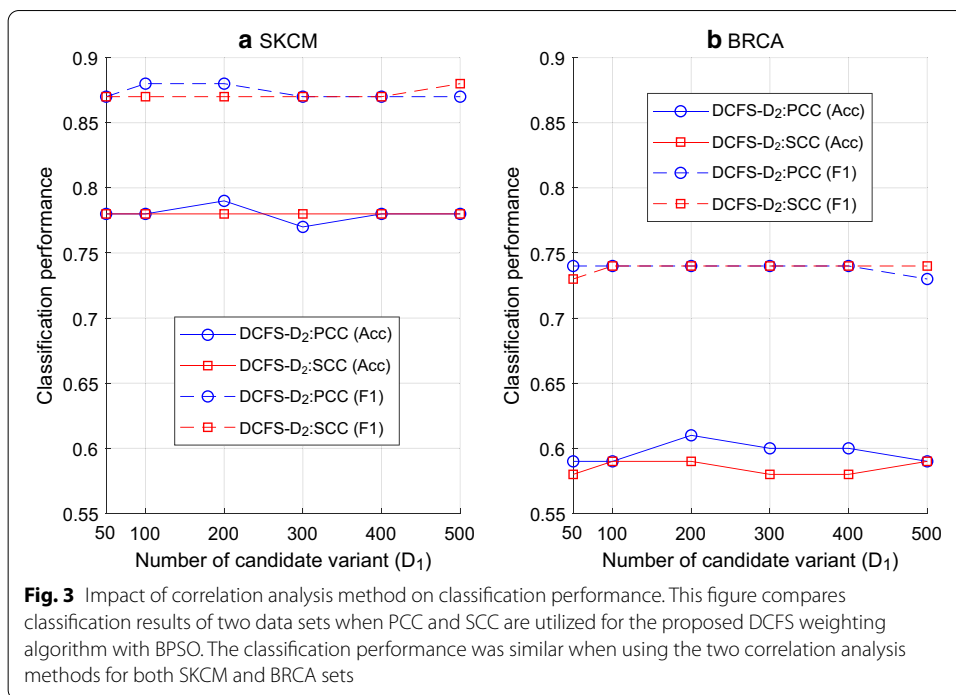 a SKCM
0.9
0.85
0.8
0.75
0.7
0.65
0.6
0.55
Classification performance
DCFS-D2:PCC (Acc)
DCFS-D2:SCC (Acc)
DCFS-D2:PCC (F1)
DCFS-D2:SCC (F1)
50 100 200 300 400 500
Number of candidate variant (D1)
b BRCA
0.9
0.85
0.8
0.75
0.7
0.65
0.6
0.55
Classification performance
DCFS-D2:PCC (Acc)
DCFS-D2:SCC (Acc)
DCFS-D2:PCC (F1)
DCFS-D2:SCC (F1)
50 100 200 300 400 500
Number of candidate variant (D1)
Fig. 3 Impact of correlation analysis method on classification performance. This figure compares
classification results of two data sets when PCC and SCC are utilized for the proposed DCFS weighting
algorithm with BPSO. The classification performance was similar when using the two correlation analysis
methods for both SKCM and BRCA sets